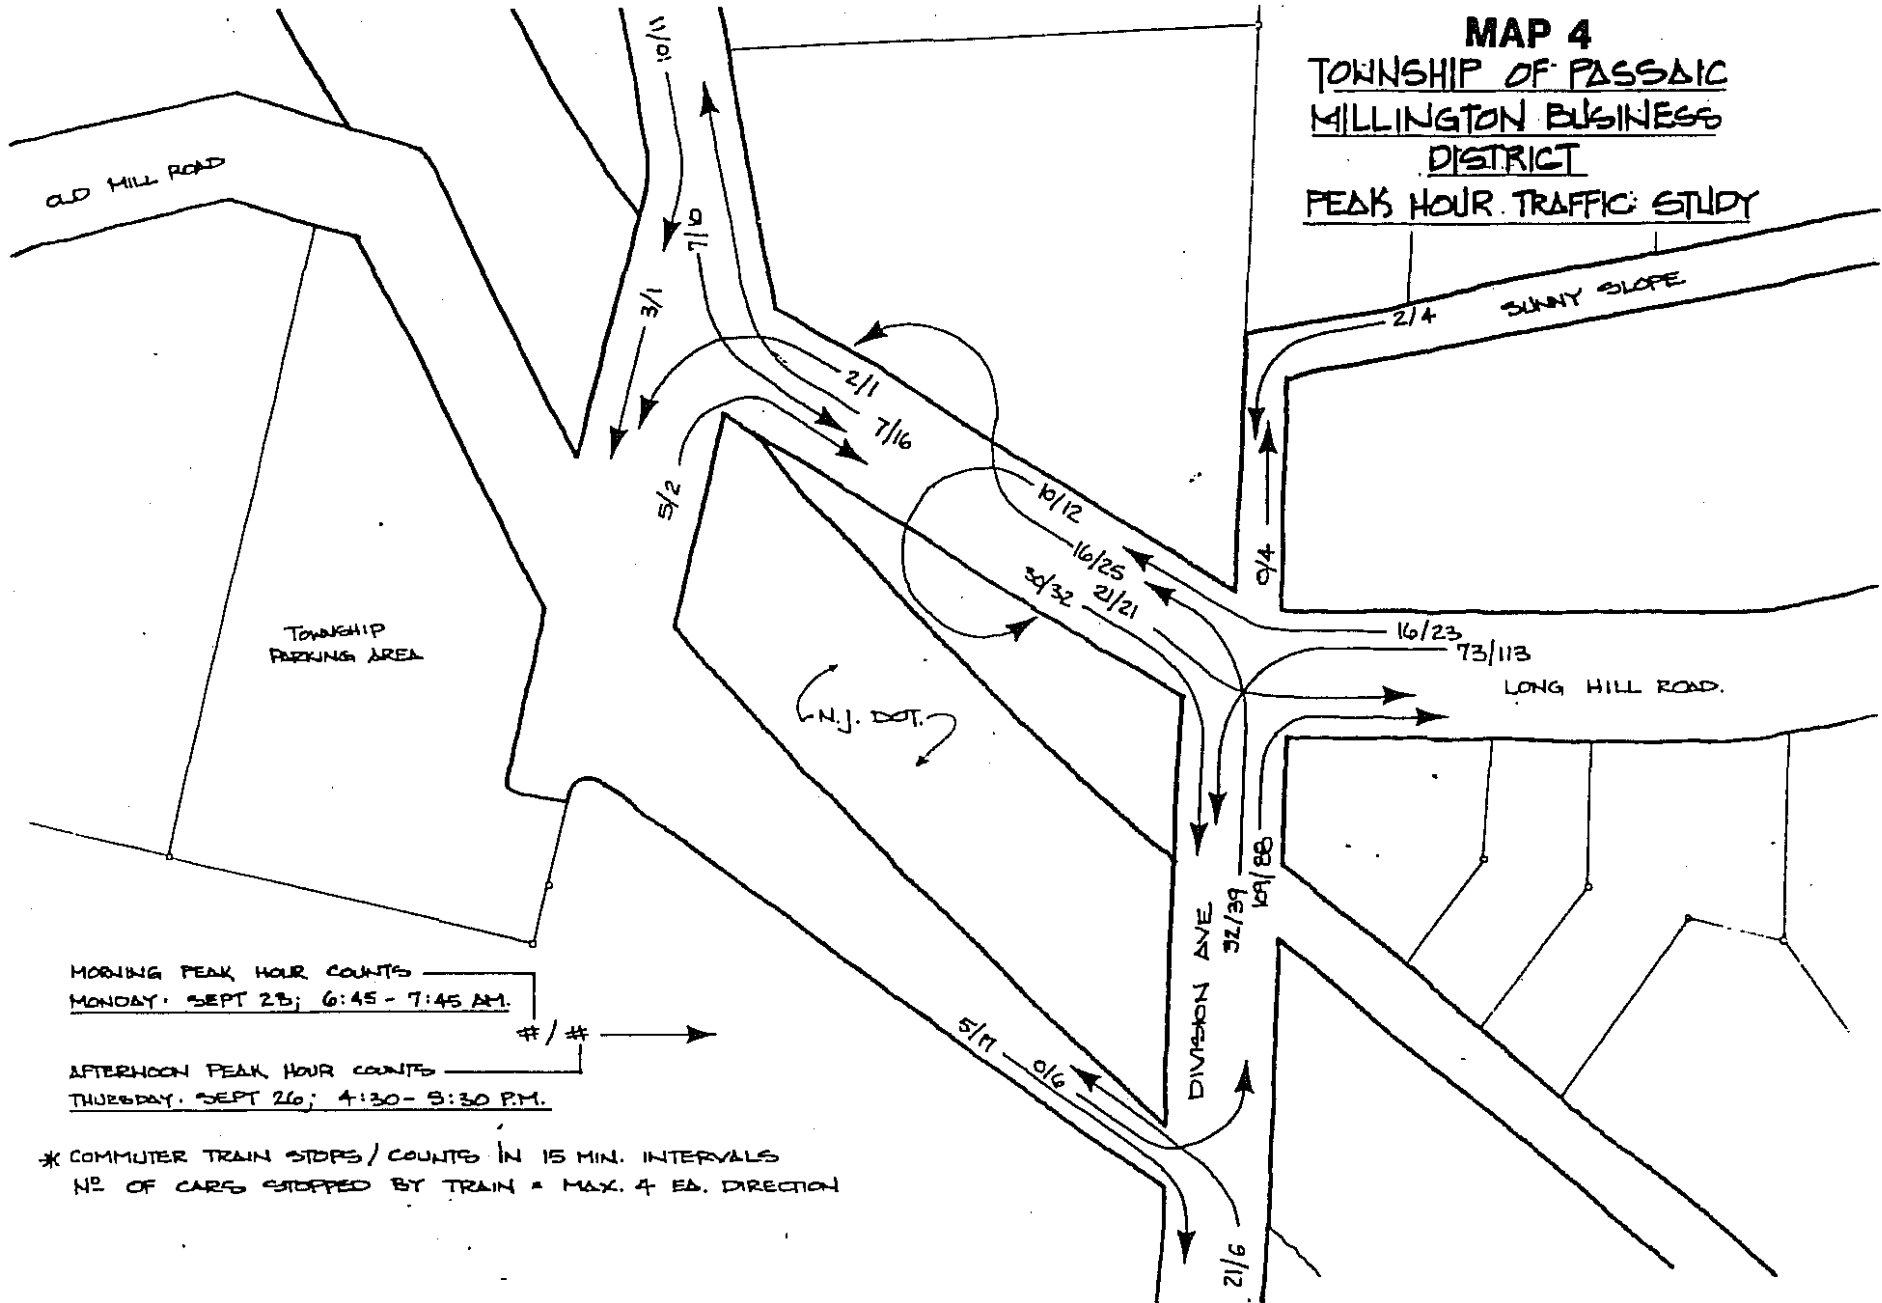 MAP 4
TOWNSHIP OF PASSAIC
MILLINGTON BUSINESS
DISTRICT
PEAK HOUR TRAFFIC STUDY
10/11
OLD MILL ROAD
SUNNY SLOPE
2/4
3/1
2/1
7/16
5/2
10/12
16/25
30/32
21/21
0/4
16/23
73/113
LONG HILL ROAD.
TOWNSHIP
PARKING AREA
N.J. DOT.
109/88
32/39
DIVISION AVE
MORNING PEAK HOUR COUNTS
MONDAY. SEPT 23; 6:45 - 7:45 AM.
# / #
AFTERNOON PEAK HOUR COUNTS
THURSDAY. SEPT 26; 4:30 - 5:30 P.M.
0/6
21/6
* COMMUTER TRAIN STOPS / COUNTS IN 15 MIN. INTERVALS
Nº OF CARS STOPPED BY TRAIN = MAX. 4 EA. DIRECTION